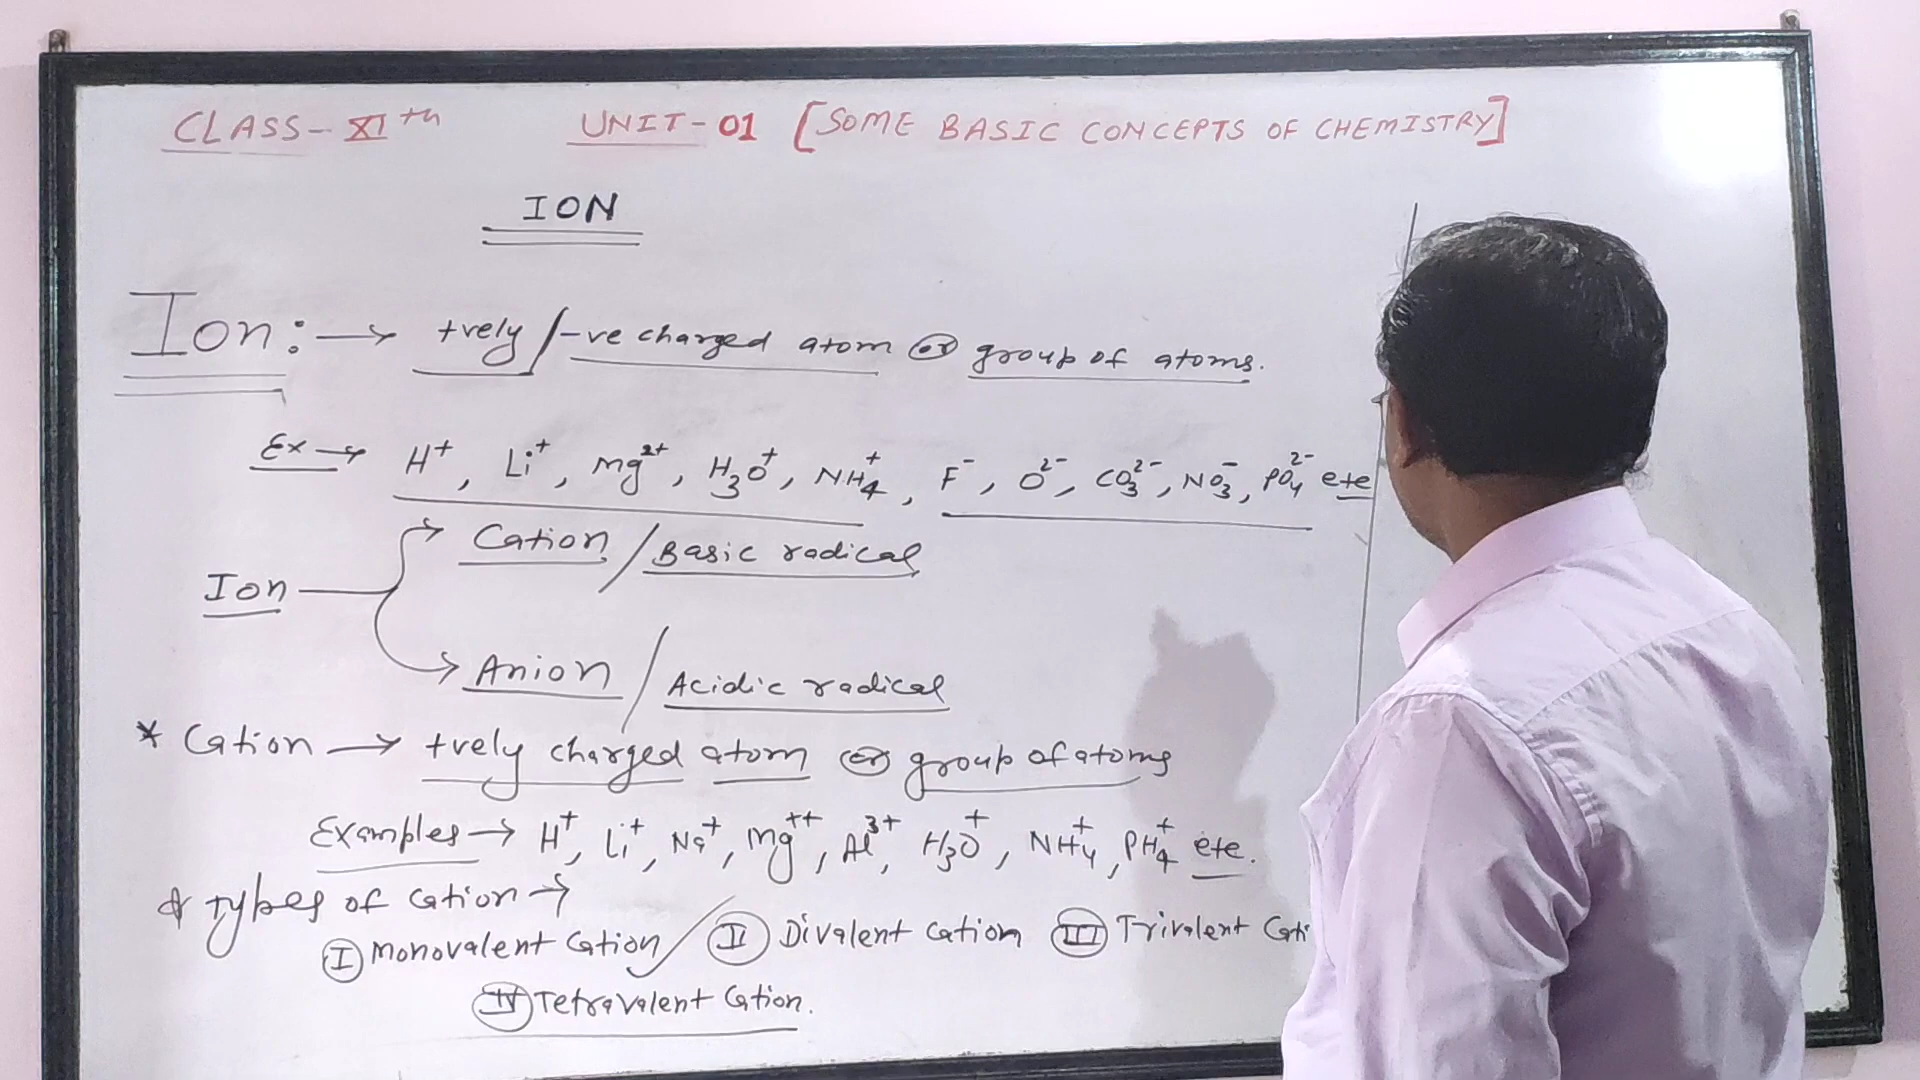 CLASS-XIth UNIT-01 [SOME BASIC CONCEPTS OF CHEMISTRY]
ION
Ion:→ +vely/-ve charged atom or group of atoms.
Ex→ H⁺, Li⁺, Mg²⁺, H₃O⁺, NH₄⁺, F⁻, O²⁻, CO₃²⁻, NO₃⁻, PO₄²⁻ etc
Cation/Basic radical
Ion
Anion/Acidic radical
* Cation → +vely charged atom or group of atoms
Examples → H⁺, Li⁺, Na⁺, Mg⁺⁺, Al³⁺, H₃O⁺, NH₄⁺, PH₄⁺ etc.
* types of cation →
(I) Monovalent Cation / (II) Divalent cation (III) Trivalent Cati
(IV) Tetravalent Cation.